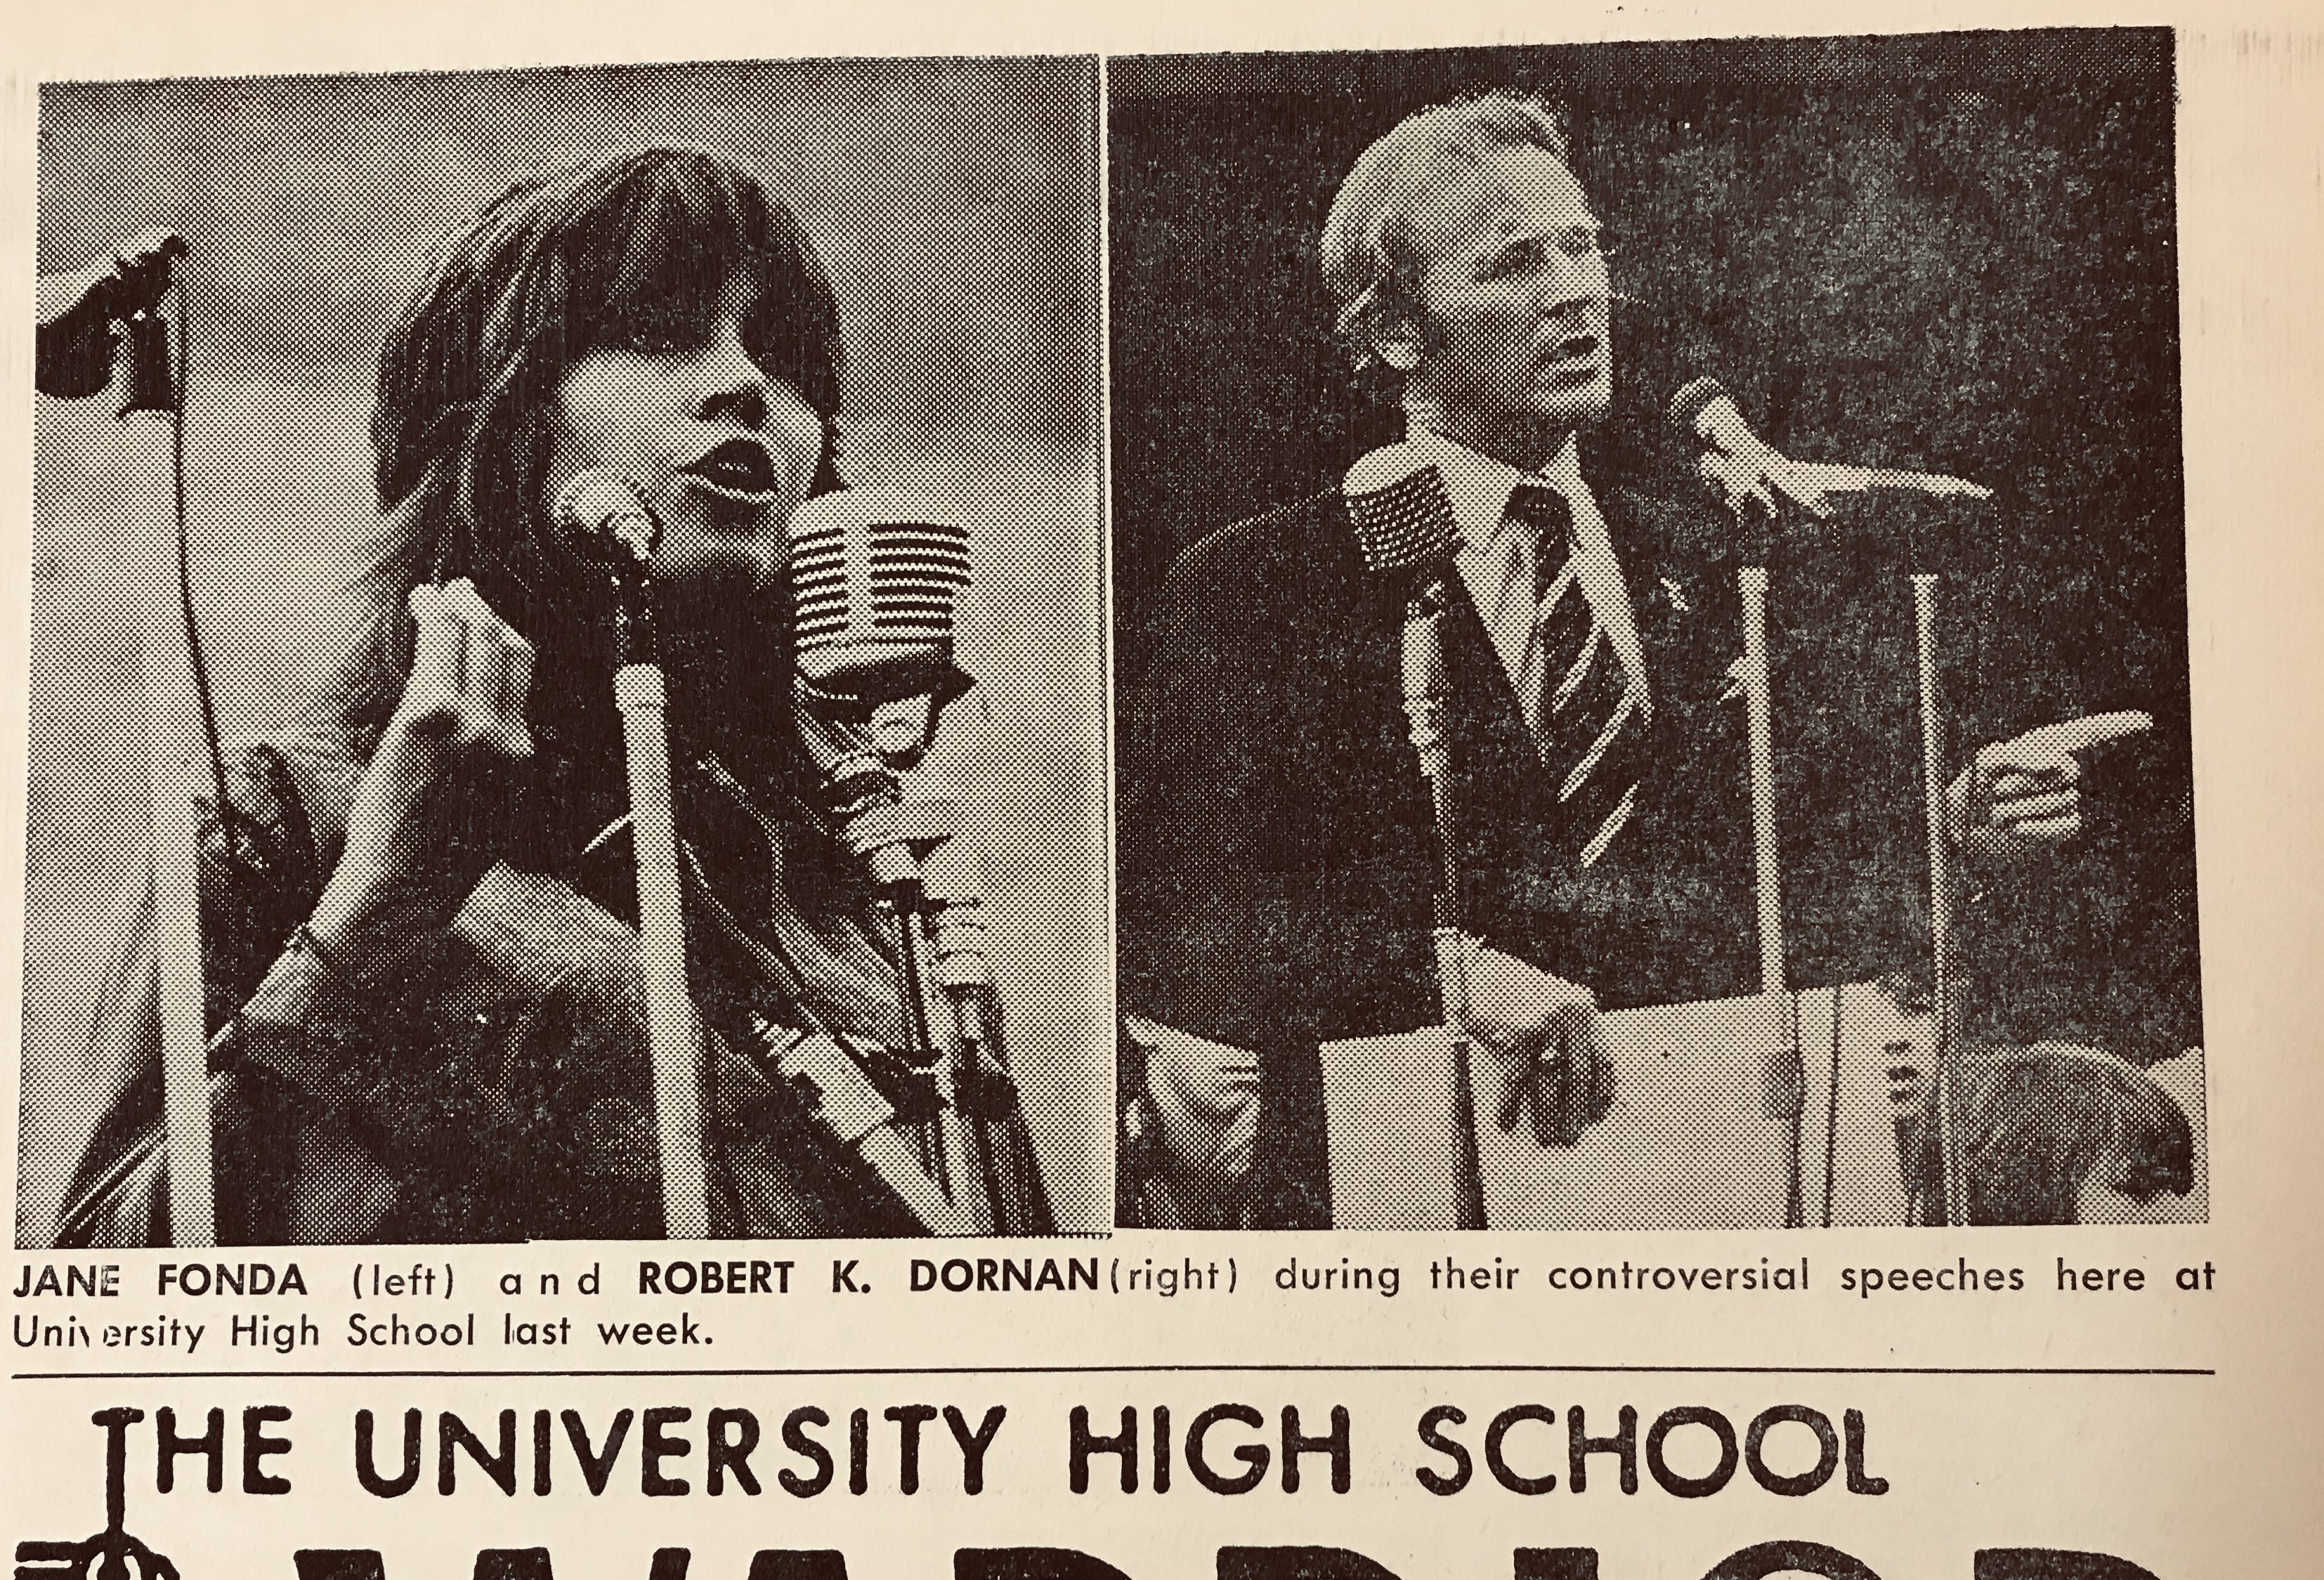 JANE FONDA (left) and ROBERT K. DORNAN (right) during their controversial speeches here at
University High School last week.
THE UNIVERSITY HIGH SCHOOL
WARRIOR